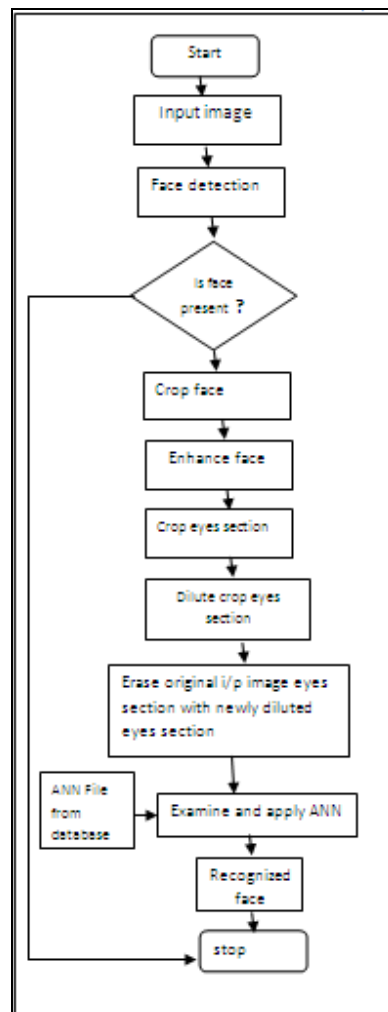 Start
Input image
Face detection
Is face
present ?
Crop face
Enhance face
Crop eyes section
Dilute crop eyes
section
Erase original i/p image eyes
section with newly diluted
eyes section
ANN File
from
database
Examine and apply ANN
Recognized
face
stop